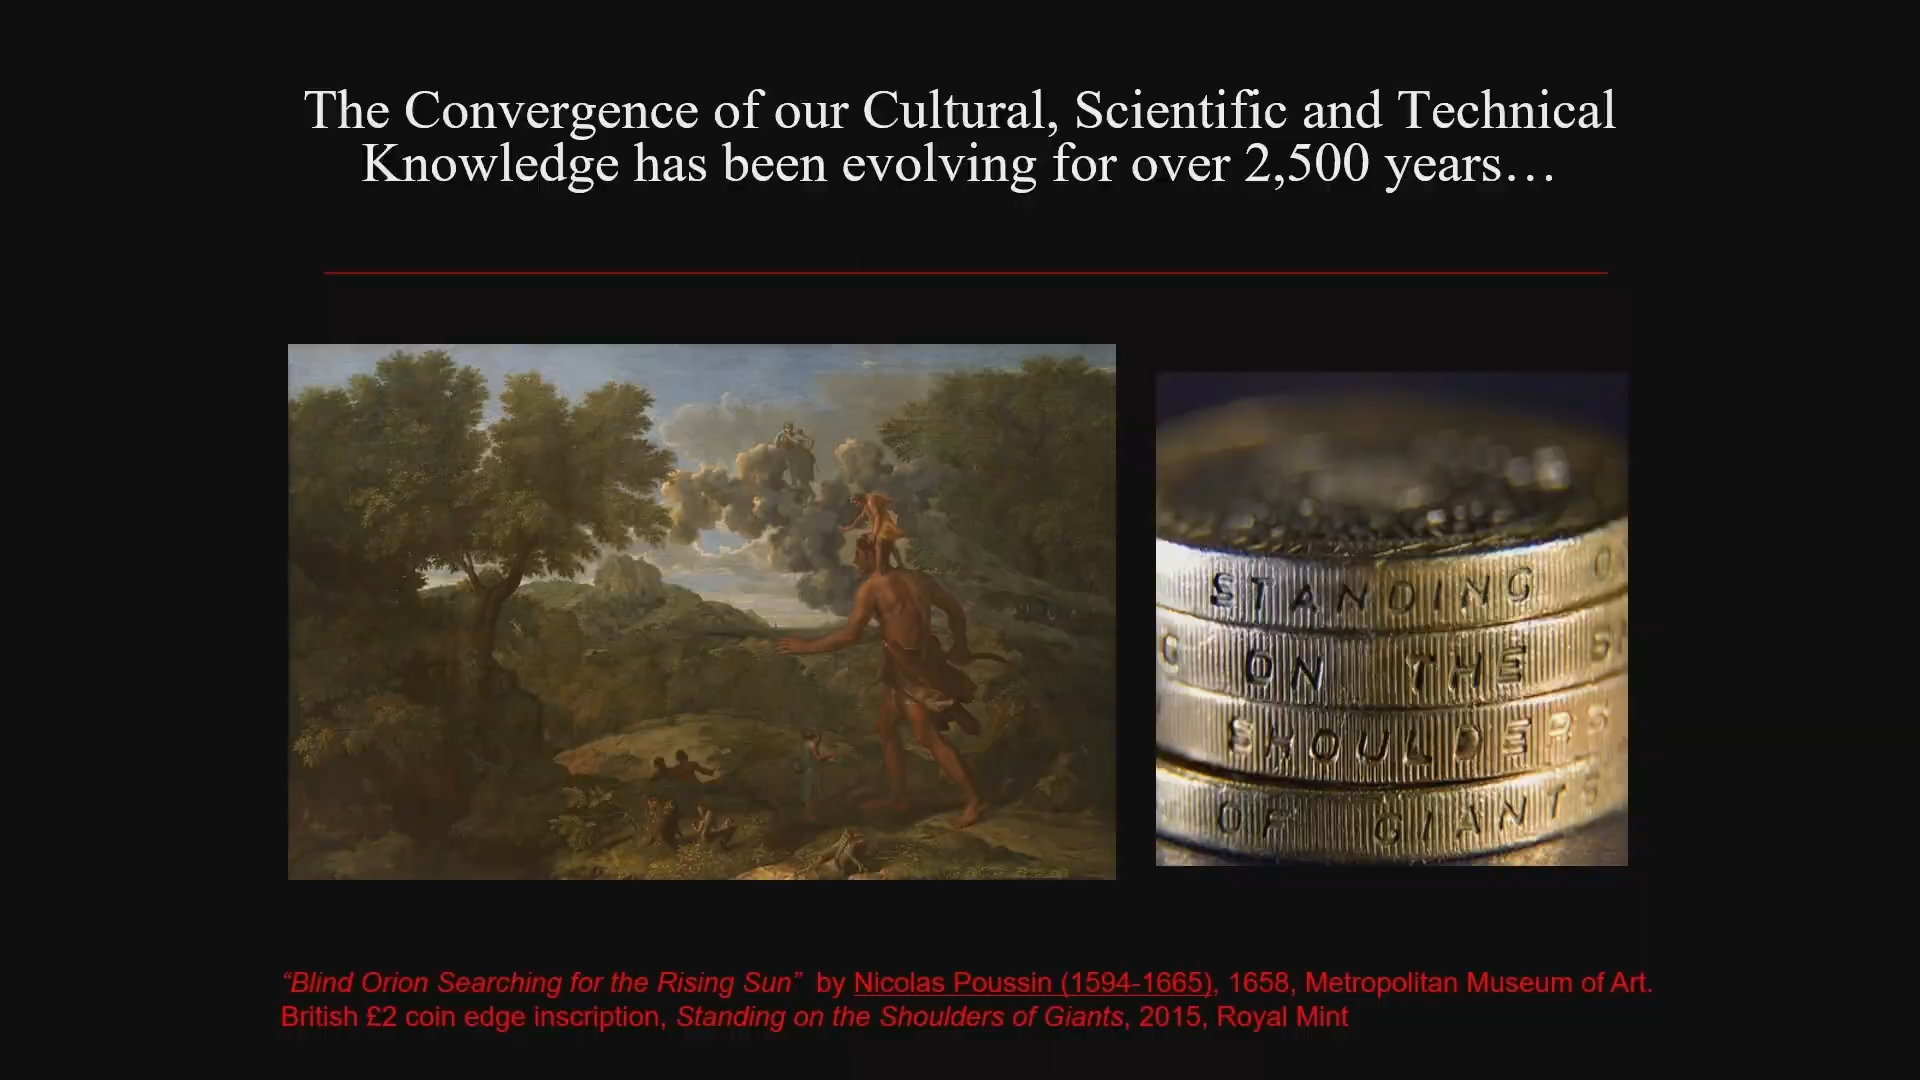 The Convergence of our Cultural, Scientific and Technical
Knowledge has been evolving for over 2,500 years…
STANDING O
G ON THE S
SHOULDERS
OF GIANTS
“Blind Orion Searching for the Rising Sun” by Nicolas Poussin (1594-1665), 1658, Metropolitan Museum of Art.
British £2 coin edge inscription, Standing on the Shoulders of Giants, 2015, Royal Mint